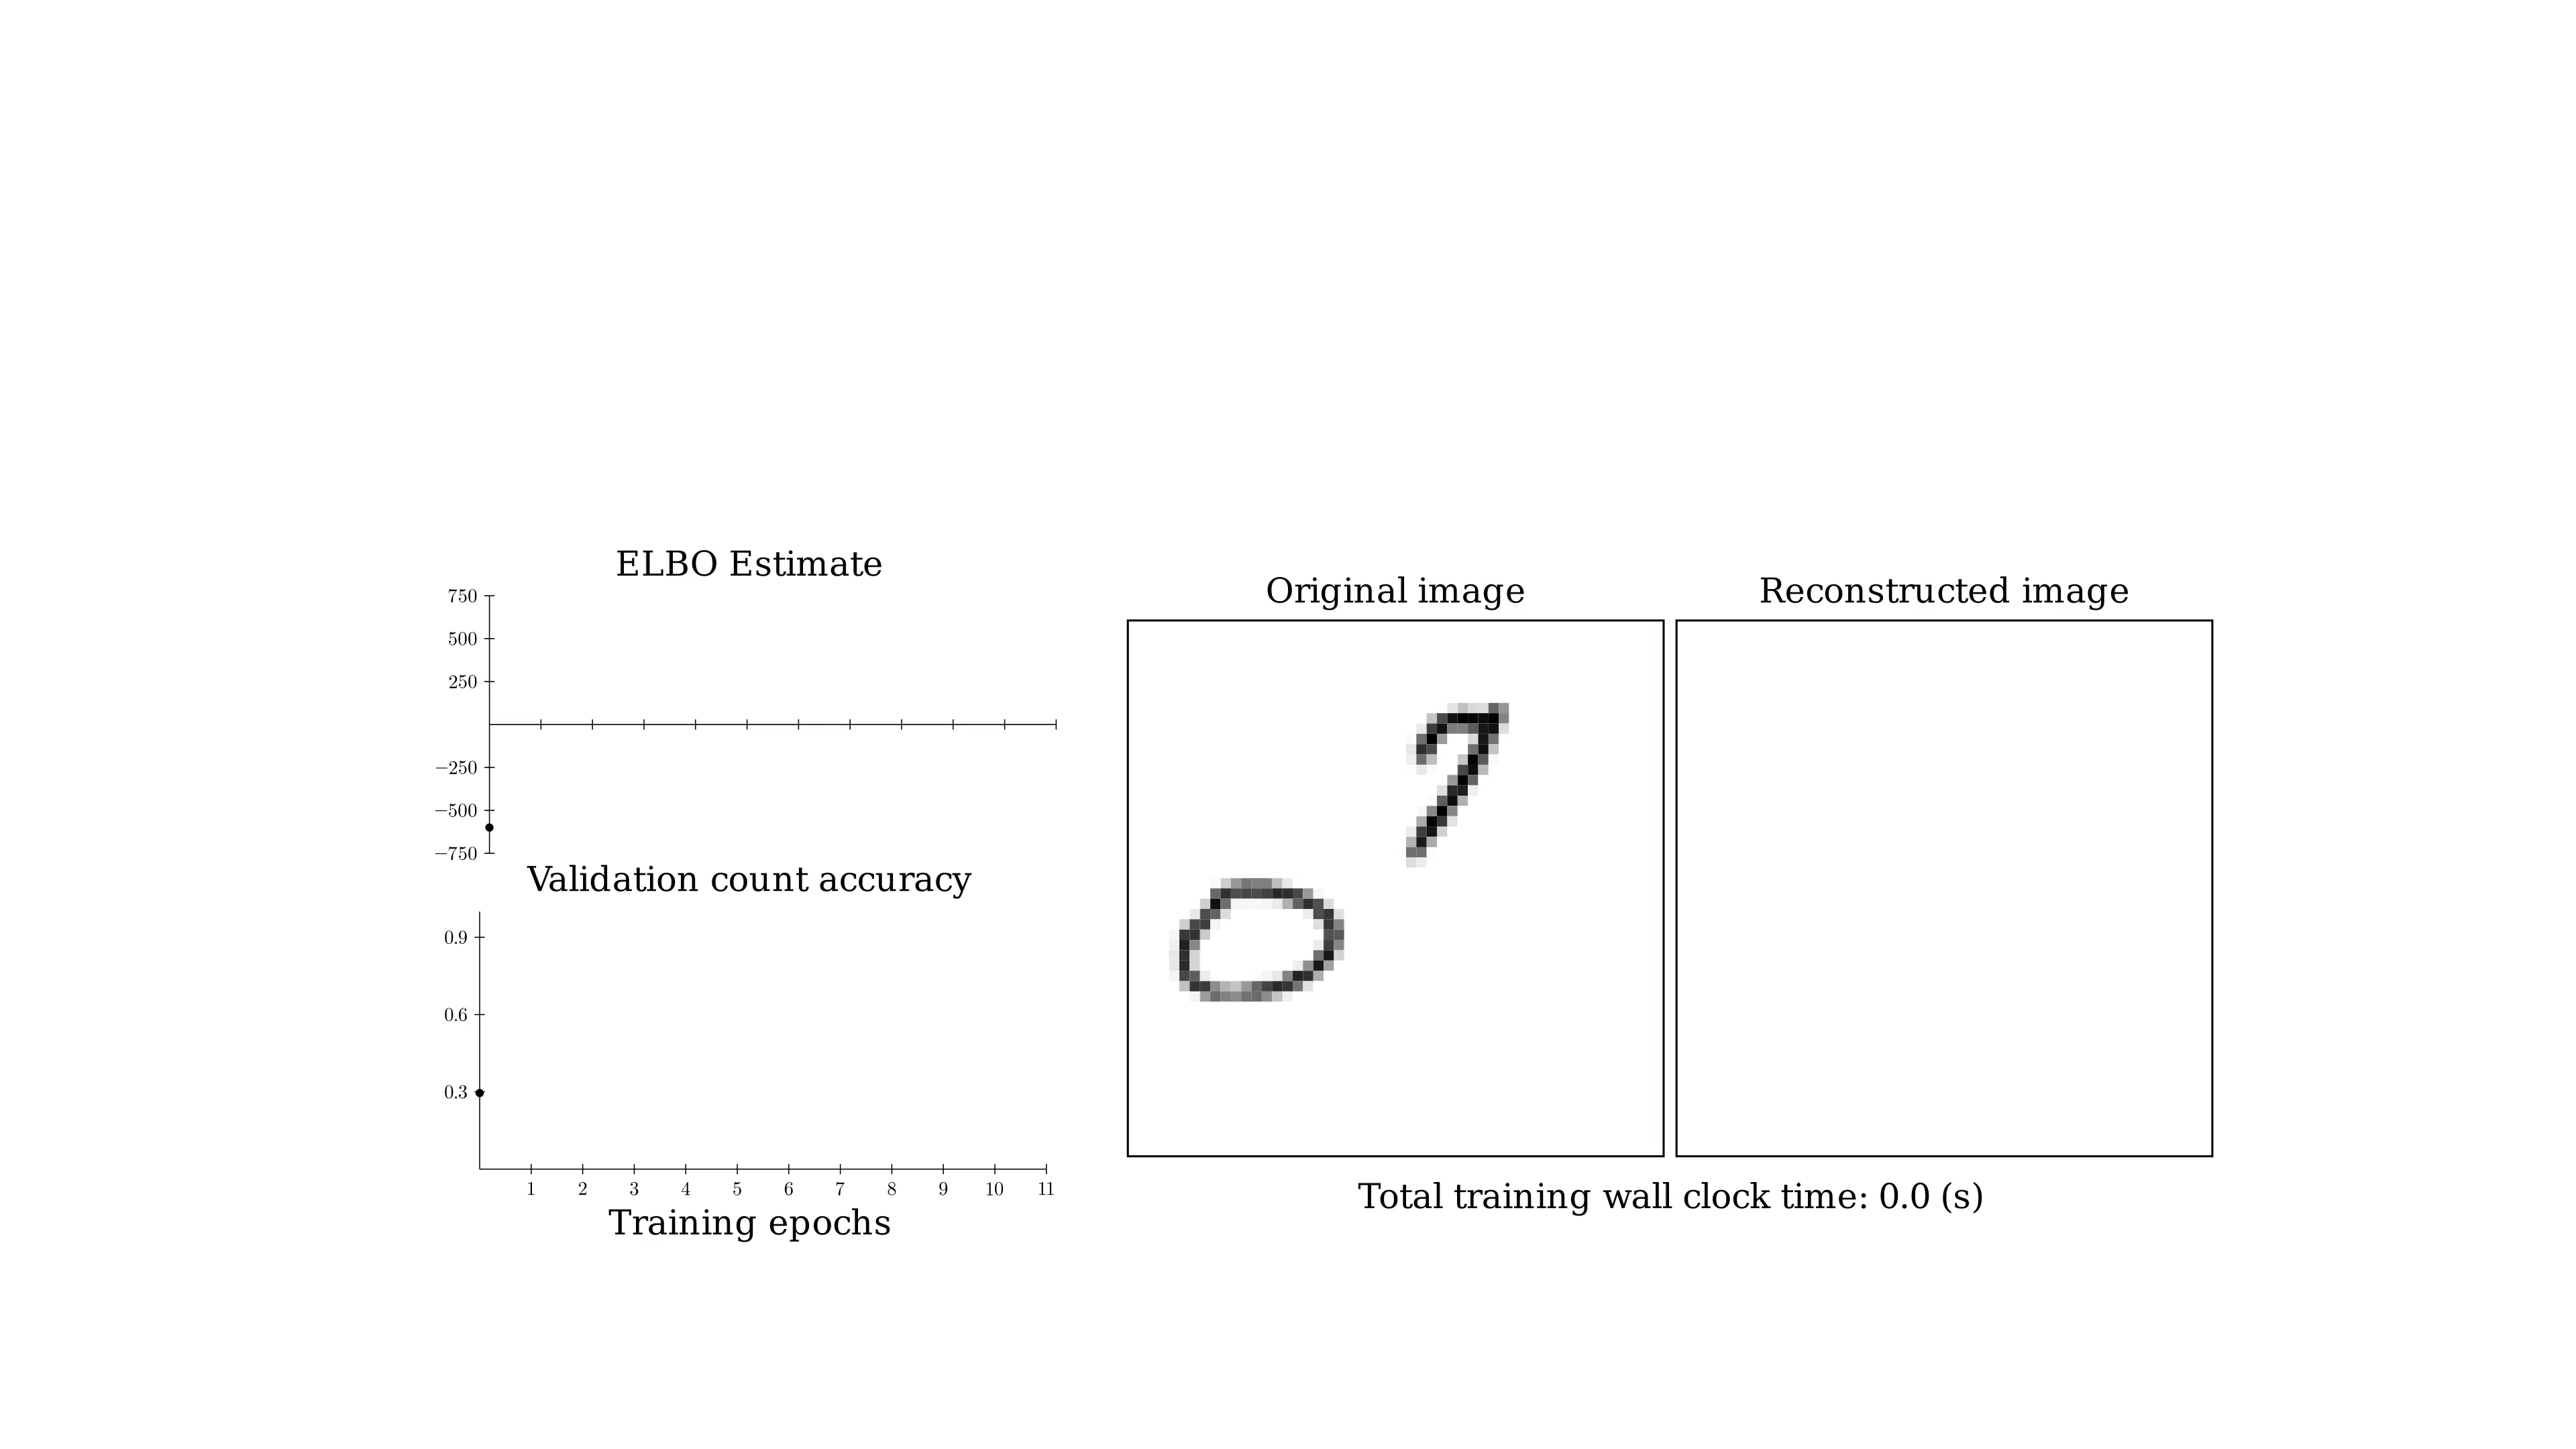 ELBO Estimate
750
500
250
−250
−500
−750
Validation count accuracy
0.9
0.6
0.3
1 2 3 4 5 6 7 8 9 10 11
Training epochs
Original image
7
0
Reconstructed image
Total training wall clock time: 0.0 (s)